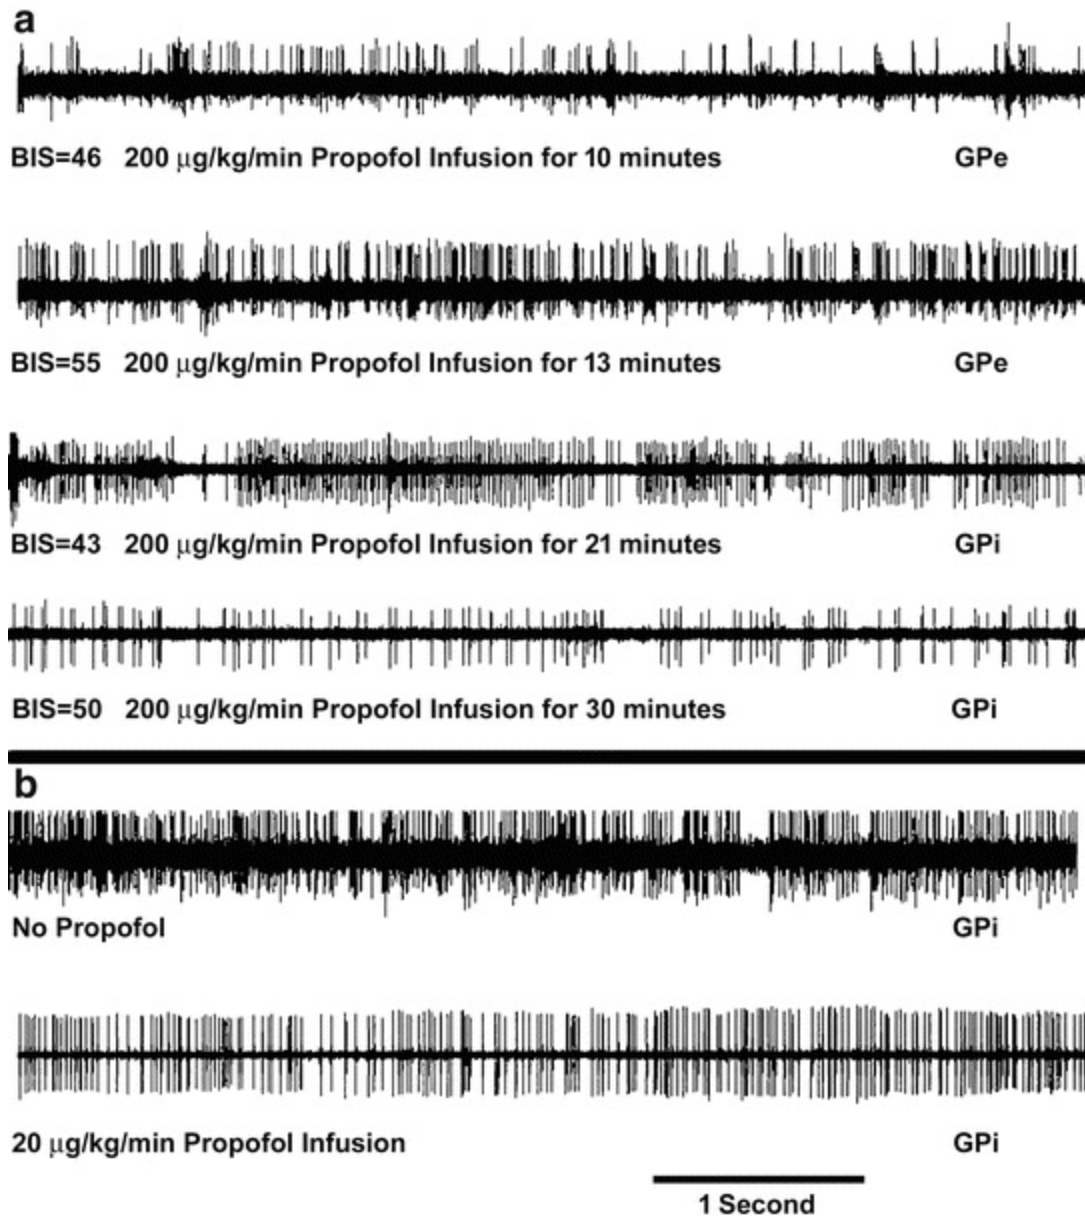 a
BIS=46 200 μg/kg/min Propofol Infusion for 10 minutes GPe
BIS=55 200 μg/kg/min Propofol Infusion for 13 minutes GPe
BIS=43 200 μg/kg/min Propofol Infusion for 21 minutes GPi
BIS=50 200 μg/kg/min Propofol Infusion for 30 minutes GPi
b
No Propofol GPi
20 μg/kg/min Propofol Infusion GPi
1 Second